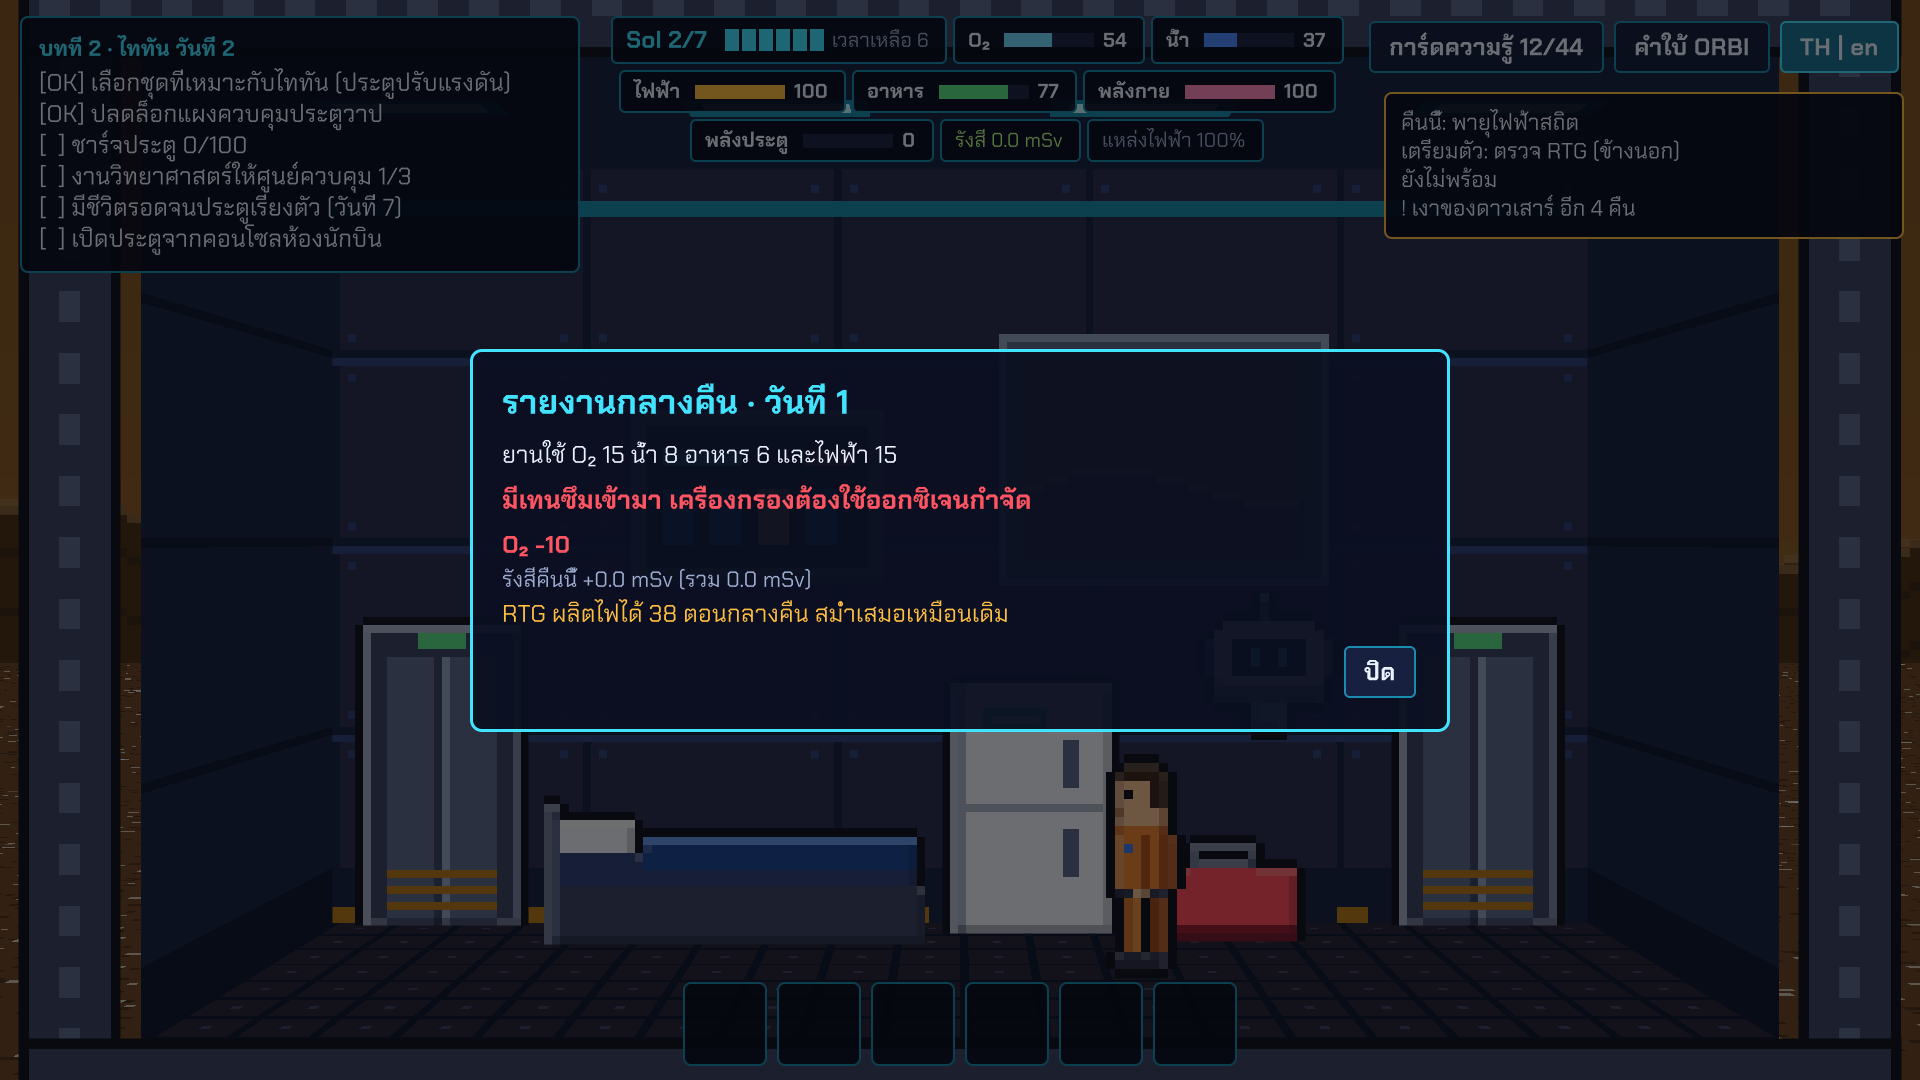 บทที่ 2 · ไททัน วันที่ 2
[OK] เลือกชุดที่เหมาะกับไททัน (ประตูปรับแรงดัน)
[OK] ปลดล็อกแผงควบคุมประตูวาป
[ ] ชาร์จประตู 0/100
[ ] งานวิทยาศาสตร์ให้ศูนย์ควบคุม 1/3
[ ] มีชีวิตรอดจนประตูเรียงตัว (วันที่ 7)
[ ] เปิดประตูจากคอนโซลห้องนักบิน
Sol 2/7 เวลาเหลือ 6
O₂ 54
น้ำ 37
ไฟฟ้า 100
อาหาร 77
พลังกาย 100
พลังประตู 0
รังสี 0.0 mSv
แหล่งไฟฟ้า 100%
การ์ดความรู้ 12/44
คำใบ้ ORBI
TH | en
คืนนี้: พายุไฟฟ้าสถิต
เตรียมตัว: ตรวจ RTG (ข้างนอก)
ยังไม่พร้อม
! เงาของดาวเสาร์ อีก 4 คืน
รายงานกลางคืน · วันที่ 1
ยานใช้ O₂ 15 น้ำ 8 อาหาร 6 และไฟฟ้า 15
มีเทนซึมเข้ามา เครื่องกรองต้องใช้ออกซิเจนกำจัด
O₂ -10
รังสีคืนนี้ +0.0 mSv (รวม 0.0 mSv)
RTG ผลิตไฟได้ 38 ตอนกลางคืน สม่ำเสมอเหมือนเดิม
ปิด